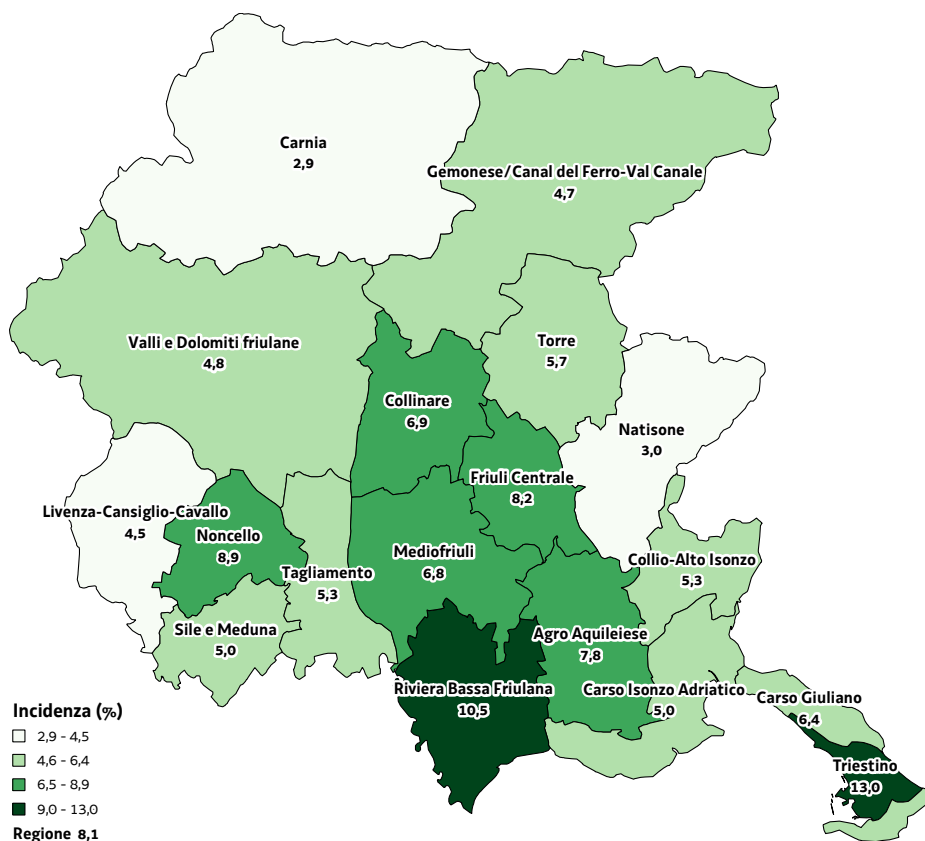 Carnia
2,9
Gemonese/Canal del Ferro-Val Canale
4,7
Valli e Dolomiti friulane
4,8
Torre
5,7
Collinare
6,9
Natisone
3,0
Friuli Centrale
8,2
Livenza-Cansiglio-Cavallo
4,5
Noncello
8,9
Mediofriuli
6,8
Collio-Alto Isonzo
5,3
Tagliamento
5,3
Sile e Meduna
5,0
Agro Aquileiese
7,8
Riviera Bassa Friulana
10,5
Carso Isonzo Adriatico
5,0
Carso Giuliano
6,4
Triestino
13,0
Incidenza (%)
2,9 - 4,5
4,6 - 6,4
6,5 - 8,9
9,0 - 13,0
Regione 8,1